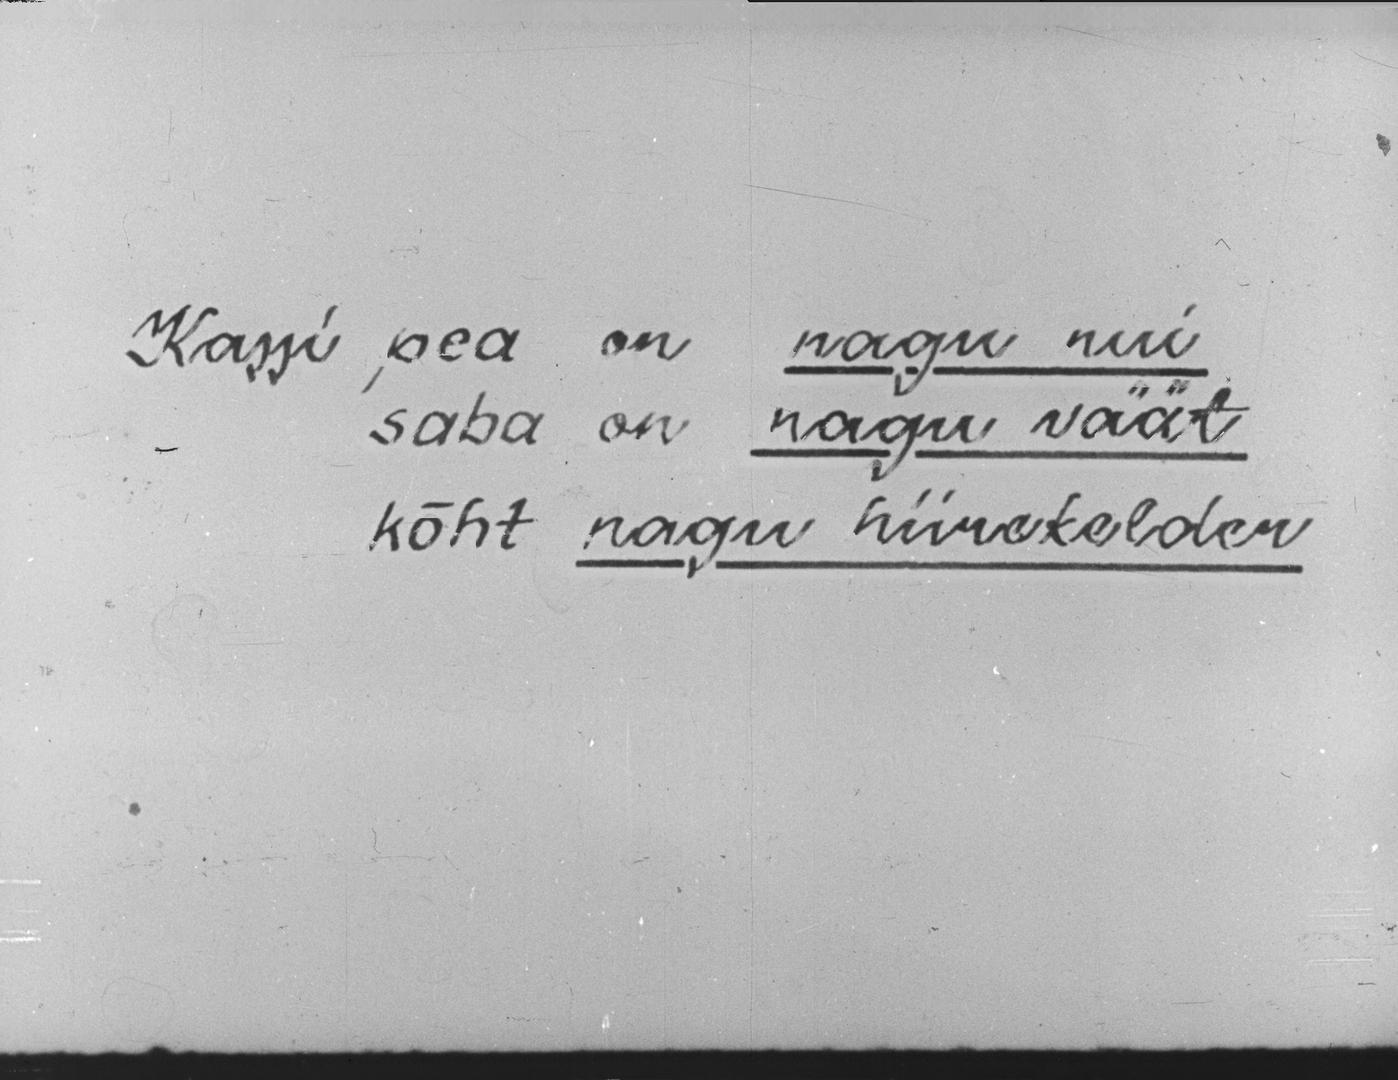 Kassi pea on nagu nui
saba on nagu väät
kõht nagu hiirekelder